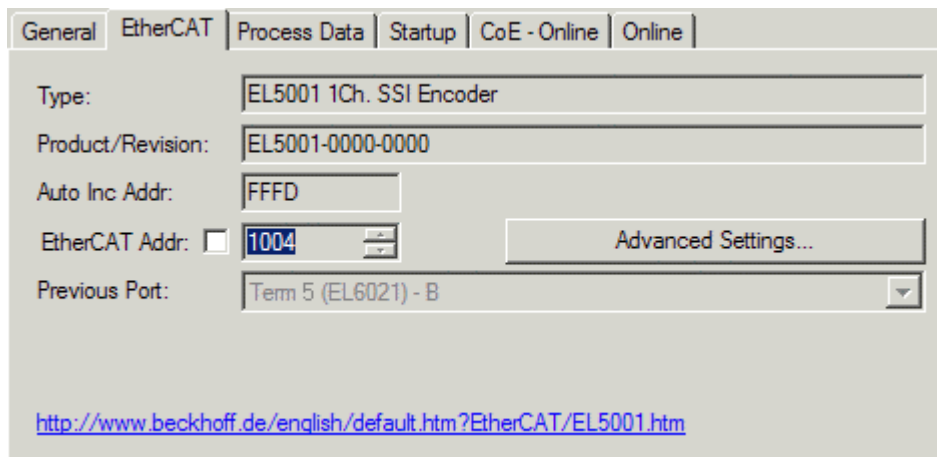 General EtherCAT Process Data Startup CoE - Online Online
Type: EL5001 1Ch. SSI Encoder
Product/Revision: EL5001-0000-0000
Auto Inc Addr: FFFD
EtherCAT Addr: 1004 Advanced Settings...
Previous Port: Term 5 (EL6021) - B
http://www.beckhoff.de/english/default.htm?EtherCAT/EL5001.htm